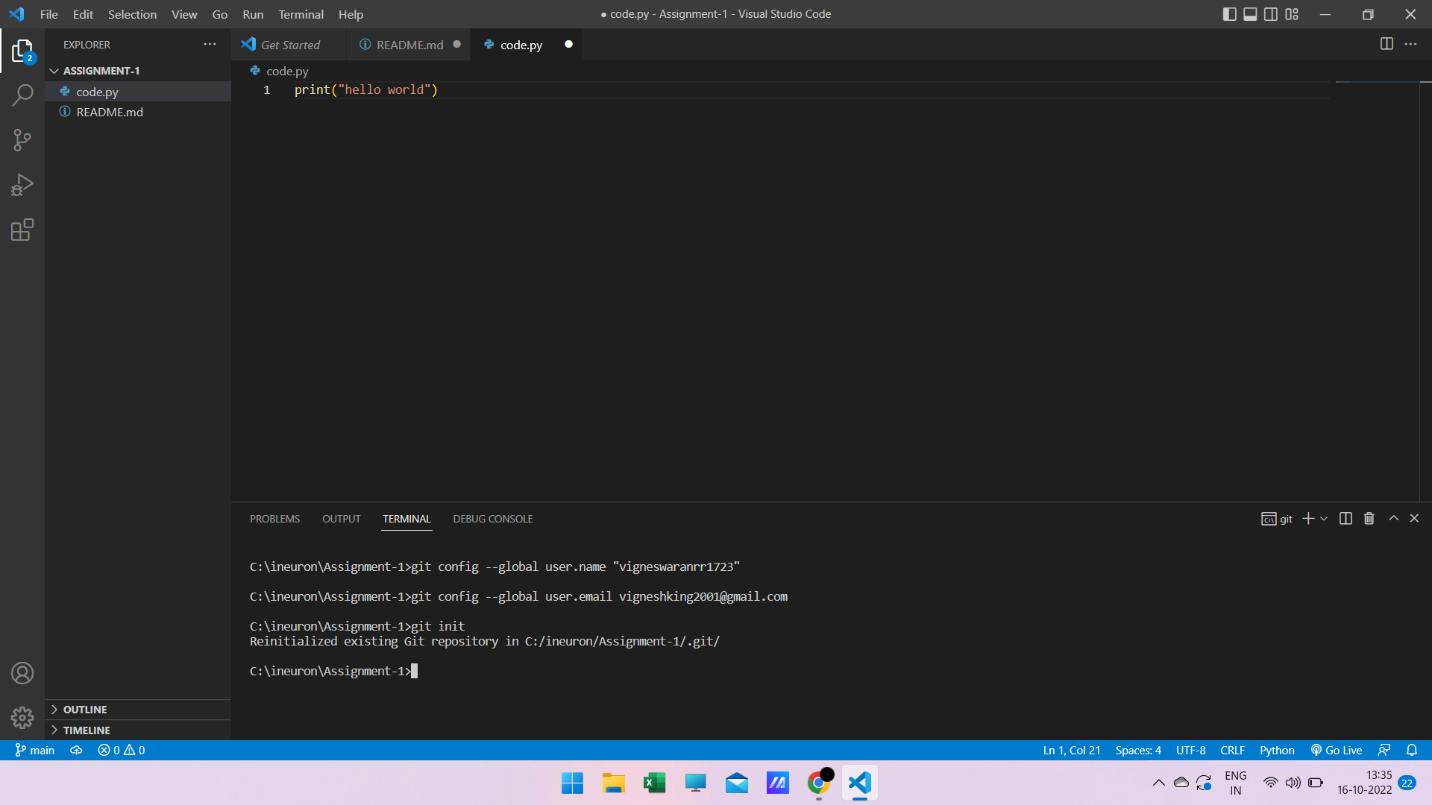 File Edit Selection View Go Run Terminal Help
● code.py - Assignment-1 - Visual Studio Code
EXPLORER
Get Started
README.md
code.py
2
ASSIGNMENT-1
code.py
README.md
code.py
1 print("hello world")
PROBLEMS OUTPUT TERMINAL DEBUG CONSOLE
git
C:\ineuron\Assignment-1>git config --global user.name "vigneswaranrr1723"
C:\ineuron\Assignment-1>git config --global user.email vigneshking2001@gmail.com
C:\ineuron\Assignment-1>git init
Reinitialized existing Git repository in C:/ineuron/Assignment-1/.git/
C:\ineuron\Assignment-1>
OUTLINE
TIMELINE
main 0 0
Ln 1, Col 21 Spaces: 4 UTF-8 CRLF Python Go Live
ENG
IN
13:35
16-10-2022
22